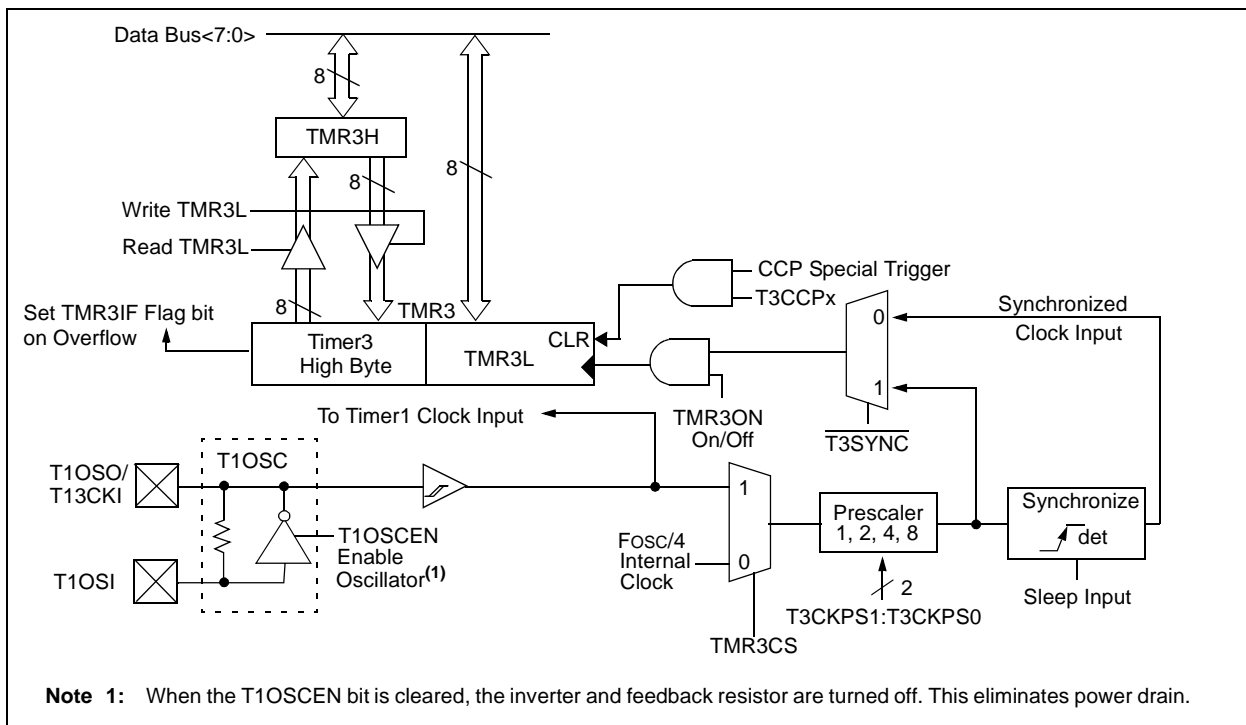 Data Bus<7:0>
8
TMR3H
8
8
Write TMR3L
Read TMR3L
CCP Special Trigger
T3CCPx
8
TMR3
Set TMR3IF Flag bit
on Overflow
Timer3
High Byte
TMR3L
CLR
0
1
Synchronized
Clock Input
To Timer1 Clock Input
TMR3ON
On/Off
T3SYNC
T1OSC
T1OSO/
T13CKI
1
Prescaler
1, 2, 4, 8
Synchronize
det
T1OSCEN
Enable
Oscillator(1)
FOSC/4
Internal
Clock
0
T1OSI
2
Sleep Input
T3CKPS1:T3CKPS0
TMR3CS
Note 1: When the T1OSCEN bit is cleared, the inverter and feedback resistor are turned off. This eliminates power drain.